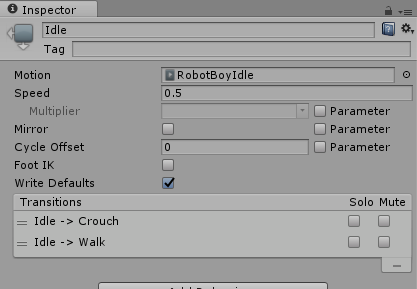 Inspector
Idle
Tag
Motion RobotBoyIdle
Speed 0.5
Multiplier Parameter
Mirror Parameter
Cycle Offset 0 Parameter
Foot IK
Write Defaults
Transitions Solo Mute
Idle -> Crouch
Idle -> Walk